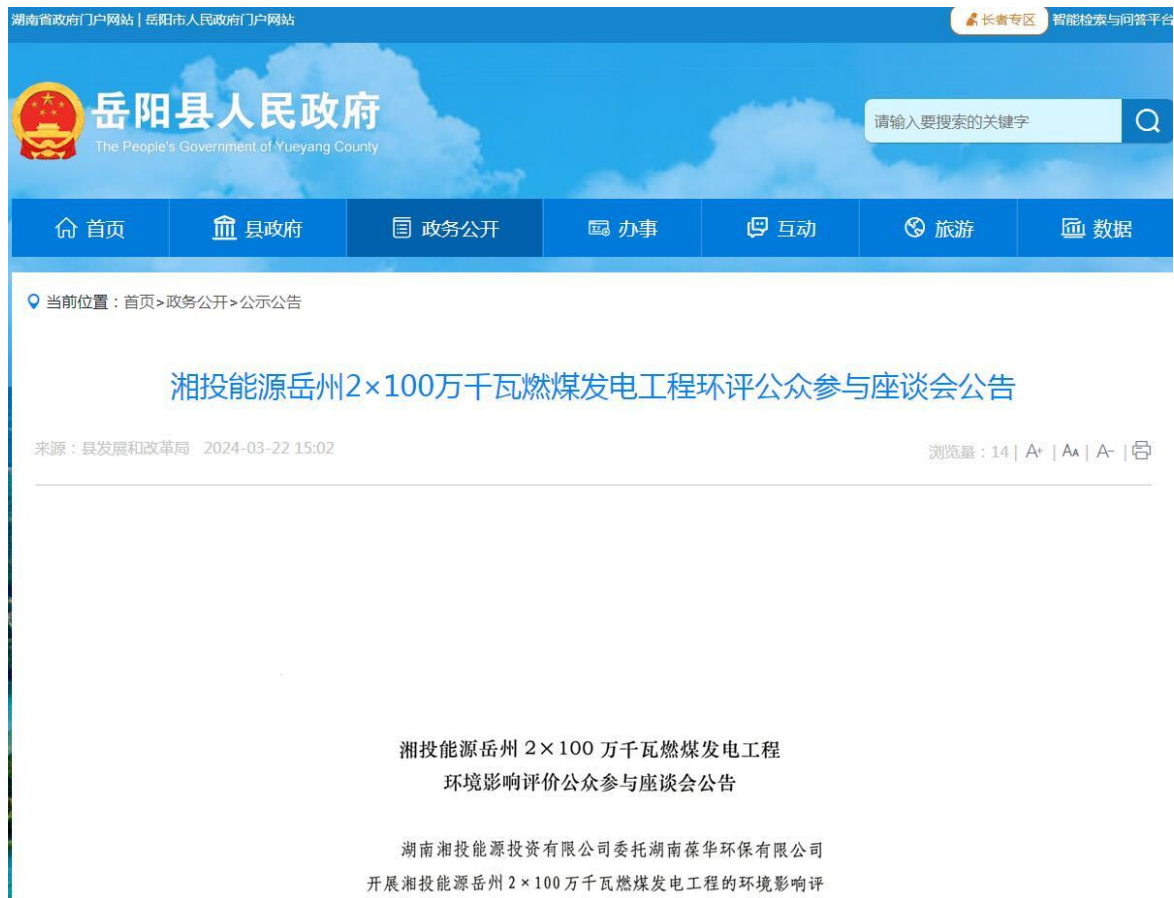 湖南省政府门户网站 | 岳阳市人民政府门户网站
长者专区 智能检索与问答平台
岳阳县人民政府
The People's Government of Yueyang County
请输入要搜索的关键字
首页 县政府 政务公开 办事 互动 旅游 数据
当前位置：首页>政务公开>公示公告
湘投能源岳州2×100万千瓦燃煤发电工程环评公众参与座谈会公告
来源：县发展和改革局 2024-03-22 15:02
浏览量：14 | A+ | AA | A- |
湘投能源岳州 2×100 万千瓦燃煤发电工程
环境影响评价公众参与座谈会公告
湖南湘投能源投资有限公司委托湖南葆华环保有限公司
开展湘投能源岳州 2×100 万千瓦燃煤发电工程的环境影响评